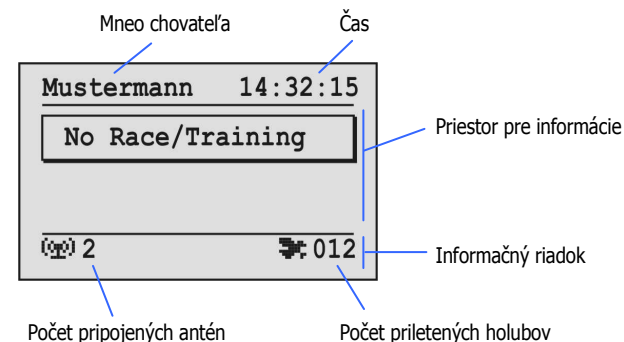 Mneo chovateľa Čas
Mustermann 14:32:15
No Race/Training
Priestor pre informácie
2 012
Informačný riadok
Počet pripojených antén Počet priletených holubov